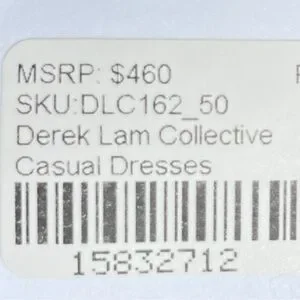 MSRP: $460
SKU:DLC162_50
Derek Lam Collective
Casual Dresses
15832712